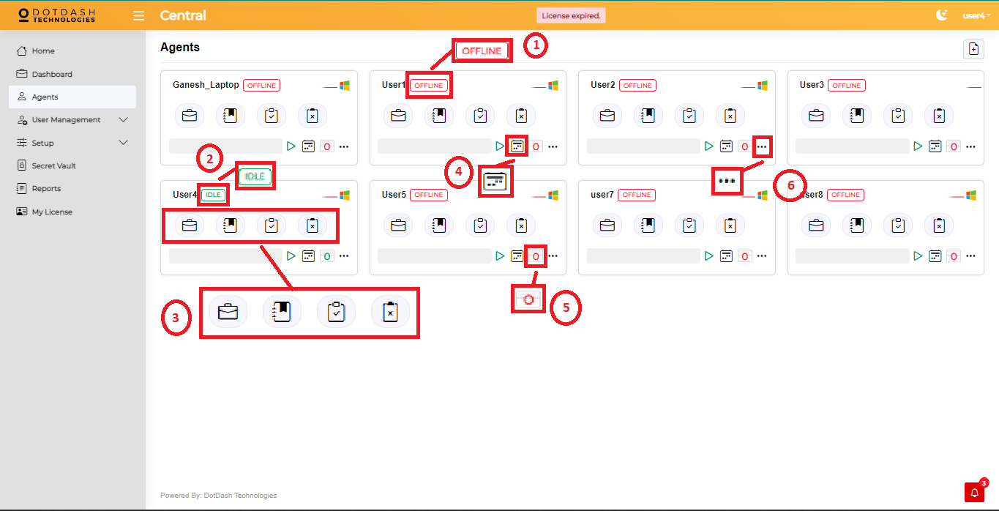 DOTDASH
TECHNOLOGIES
Central
License expired.
user4
Home
Dashboard
Agents
User Management
Setup
Secret Vault
Reports
My License
Agents
OFFLINE
1
Ganesh_Laptop OFFLINE
User1 OFFLINE
User2 OFFLINE
User3 OFFLINE
0
0
0
0
2
IDLE
4
6
User4 IDLE
User5 OFFLINE
user7 OFFLINE
ser8 OFFLINE
0
0
0
0
3
0
5
Powered By: DotDash Technologies
3